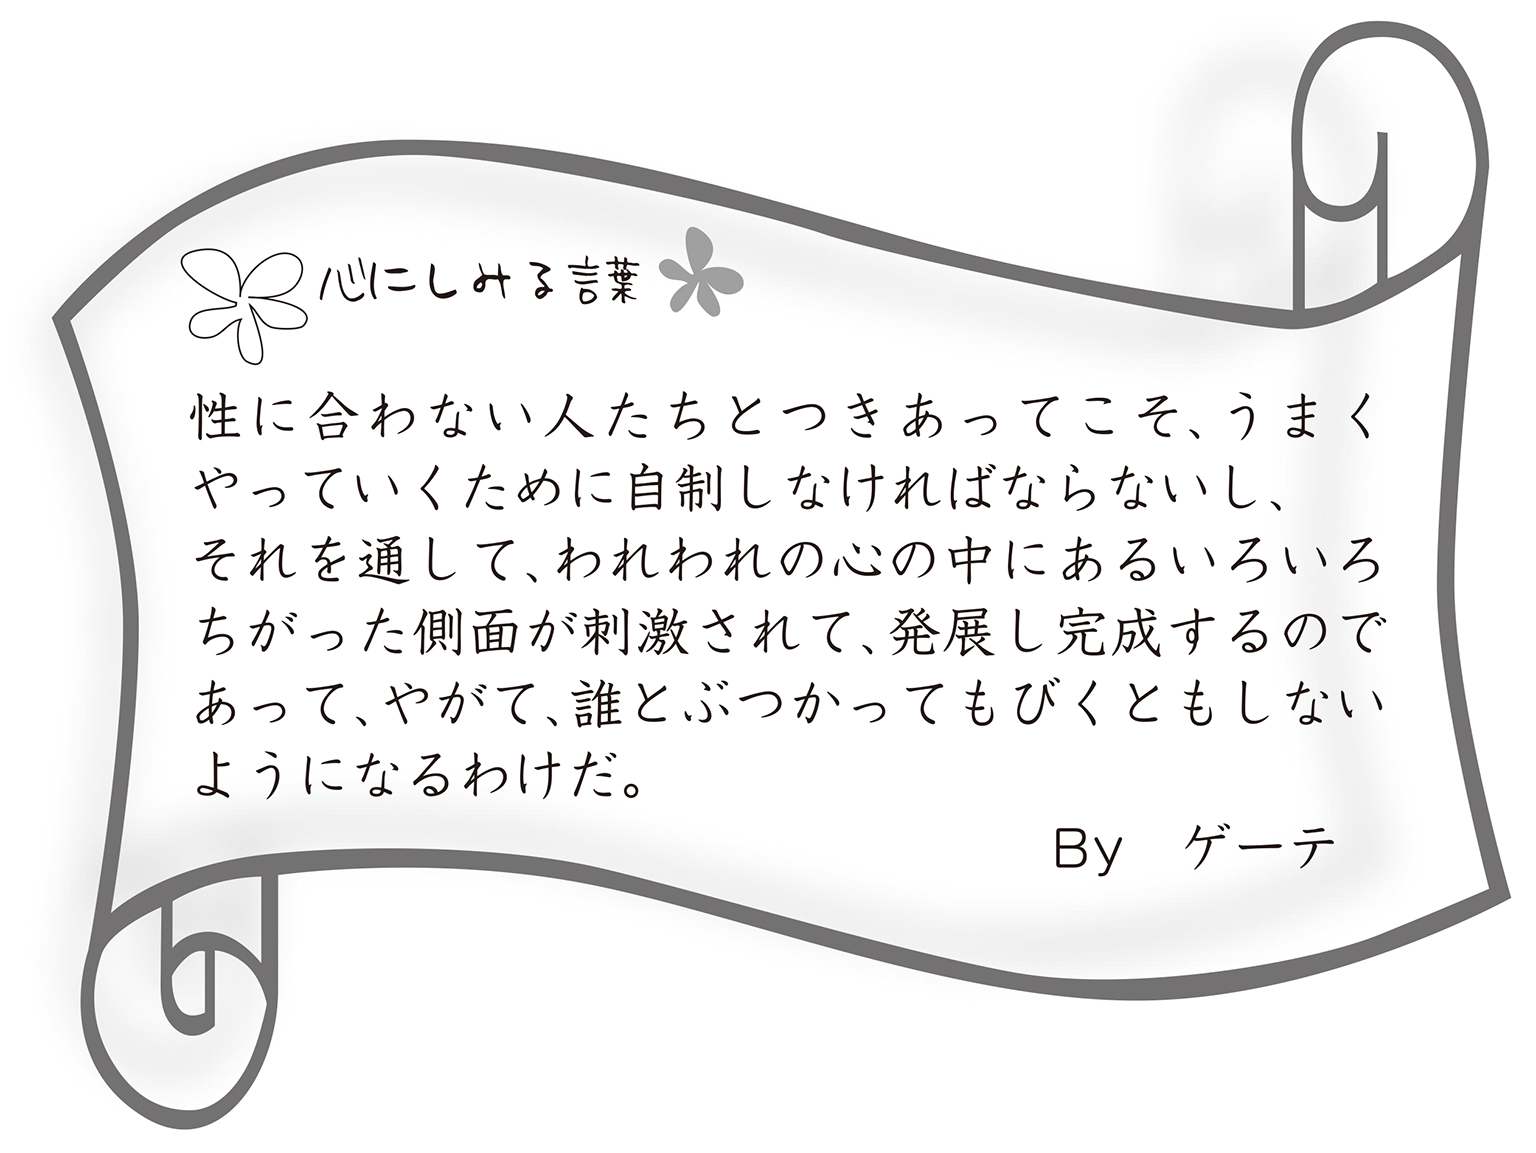 心にしみる言葉
性に合わない人たちとつきあってこそ、うまく
やっていくために自制しなければならないし、
それを通して、われわれの心の中にあるいろいろ
ちがった側面が刺激されて、発展し完成するので
あって、やがて、誰とぶつかってもびくともしない
ようになるわけだ。
By　ゲーテ